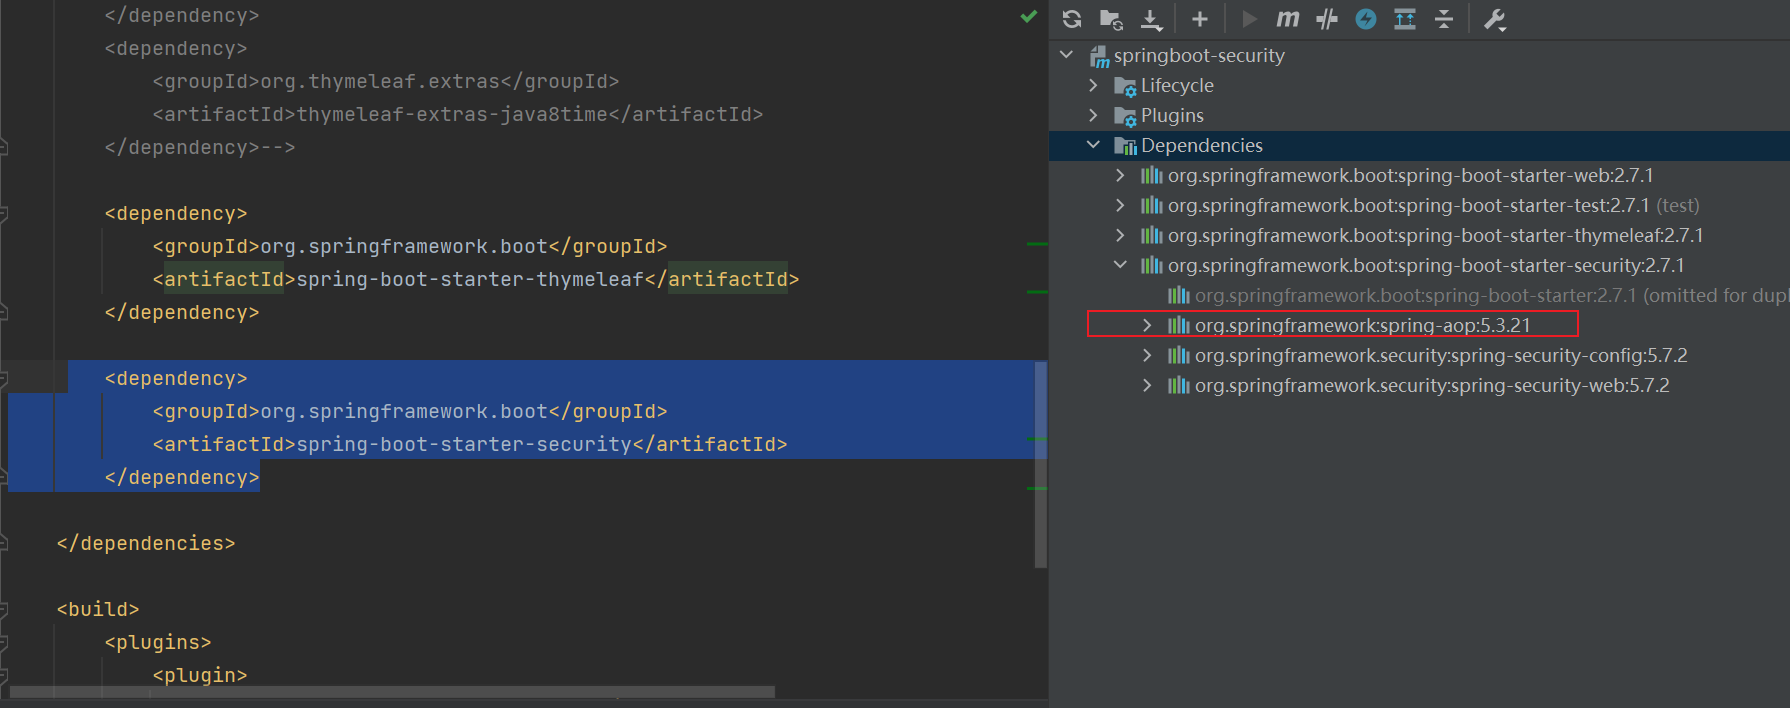 </dependency>
<dependency>
<groupId>org.thymeleaf.extras</groupId>
<artifactId>thymeleaf-extras-java8time</artifactId>
</dependency>-->
<dependency>
<groupId>org.springframework.boot</groupId>
<artifactId>spring-boot-starter-thymeleaf</artifactId>
</dependency>
<dependency>
<groupId>org.springframework.boot</groupId>
<artifactId>spring-boot-starter-security</artifactId>
</dependency>
</dependencies>
<build>
<plugins>
<plugin>
springboot-security
Lifecycle
Plugins
Dependencies
org.springframework.boot:spring-boot-starter-web:2.7.1
org.springframework.boot:spring-boot-starter-test:2.7.1 (test)
org.springframework.boot:spring-boot-starter-thymeleaf:2.7.1
org.springframework.boot:spring-boot-starter-security:2.7.1
org.springframework.boot:spring-boot-starter:2.7.1 (omitted for dupl
org.springframework:spring-aop:5.3.21
org.springframework.security:spring-security-config:5.7.2
org.springframework.security:spring-security-web:5.7.2